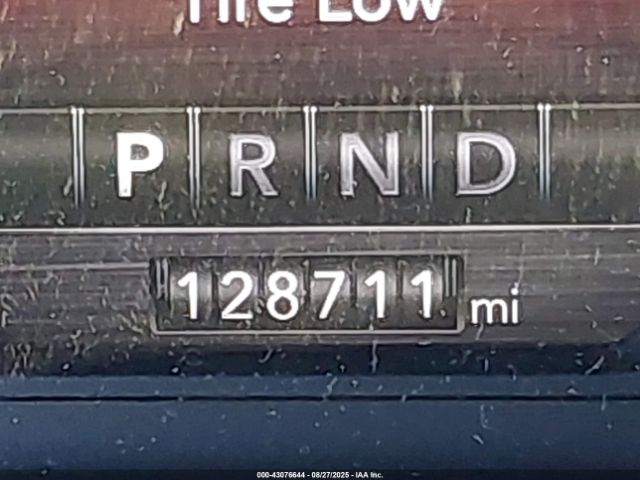 Tire Low
P R N D
128711 mi
000-43076644 - 08/27/2025 - IAA Inc.